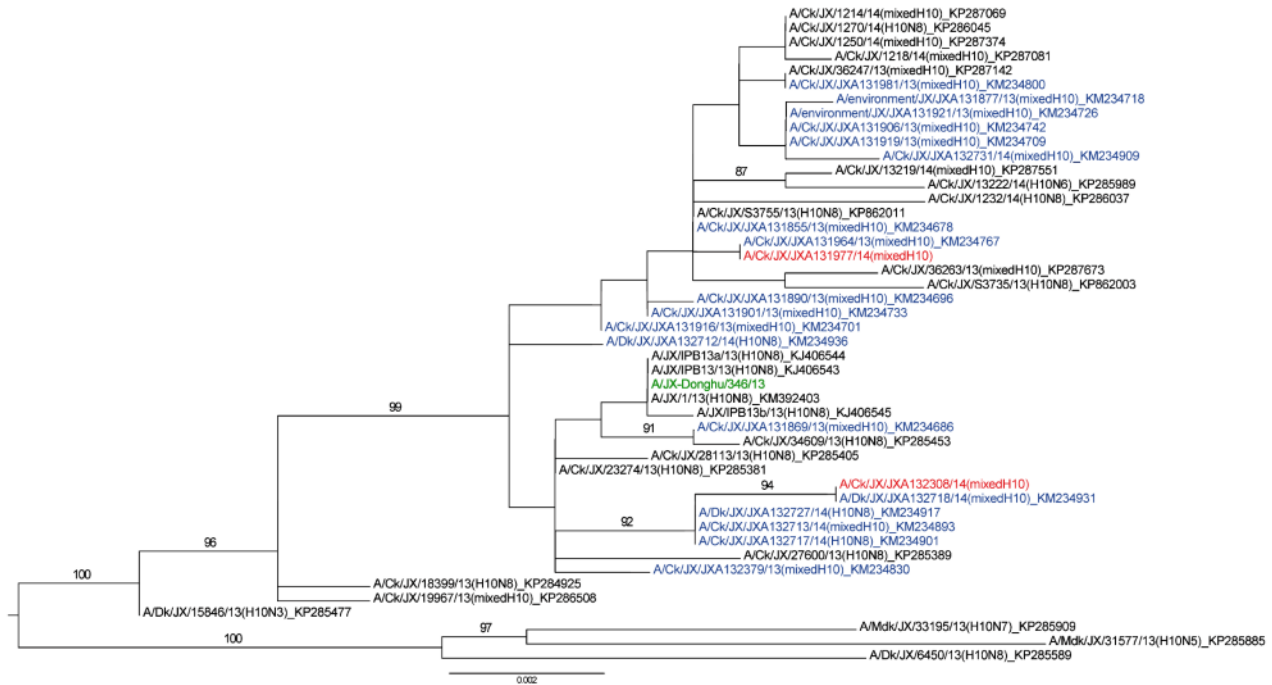 A/Ck/JX/1214/14(mixedH10)_KP287069
A/Ck/JX/1270/14(H10N8)_KP286045
A/Ck/JX/1250/14(mixedH10)_KP287374
A/Ck/JX/1218/14(mixedH10)_KP287081
A/Ck/JX/36247/13(mixedH10)_KP287142
A/Ck/JX/JXA131981/13(mixedH10)_KM234800
A/environment/JX/JXA131877/13(mixedH10)_KM234718
A/environment/JX/JXA131921/13(mixedH10)_KM234726
A/Ck/JX/JXA131906/13(mixedH10)_KM234742
A/Ck/JX/JXA131919/13(mixedH10)_KM234709
A/Ck/JX/JXA132731/14(mixedH10)_KM234909
87
A/Ck/JX/13219/14(mixedH10)_KP287551
A/Ck/JX/13222/14(H10N6)_KP285989
A/Ck/JX/1232/14(H10N8)_KP286037
A/Ck/JX/S3755/13(H10N8)_KP862011
A/Ck/JX/JXA131855/13(mixedH10)_KM234678
A/Ck/JX/JXA131964/13(mixedH10)_KM234767
A/Ck/JX/JXA131977/14(mixedH10)
A/Ck/JX/36263/13(mixedH10)_KP287673
A/Ck/JX/S3735/13(H10N8)_KP862003
A/Ck/JX/JXA131890/13(mixedH10)_KM234696
A/Ck/JX/JXA131901/13(mixedH10)_KM234733
A/Ck/JX/JXA131916/13(mixedH10)_KM234701
A/Dk/JX/JXA132712/14(H10N8)_KM234936
A/JX/IPB13a/13(H10N8)_KJ406544
A/JX/IPB13/13(H10N8)_KJ406543
A/JX-Donghu/346/13
A/JX/1/13(H10N8)_KM392403
99
A/JX/IPB13b/13(H10N8)_KJ406545
91
A/Ck/JX/JXA131869/13(mixedH10)_KM234686
A/Ck/JX/34609/13(H10N8)_KP285453
A/Ck/JX/28113/13(H10N8)_KP285405
A/Ck/JX/23274/13(H10N8)_KP285381
94
A/Ck/JX/JXA132308/14(mixedH10)
A/Dk/JX/JXA132718/14(mixedH10)_KM234931
A/Dk/JX/JXA132727/14(H10N8)_KM234917
92
A/Ck/JX/JXA132713/14(mixedH10)_KM234893
A/Ck/JX/JXA132717/14(H10N8)_KM234901
96
A/Ck/JX/27600/13(H10N8)_KP285389
A/Ck/JX/JXA132379/13(mixedH10)_KM234830
100
A/Ck/JX/18399/13(H10N8)_KP284925
A/Ck/JX/19967/13(mixedH10)_KP286508
A/Dk/JX/15846/13(H10N3)_KP285477
97
A/Mdk/JX/33195/13(H10N7)_KP285909
100
A/Mdk/JX/31577/13(H10N5)_KP285885
A/Dk/JX/6450/13(H10N8)_KP285589
0.002